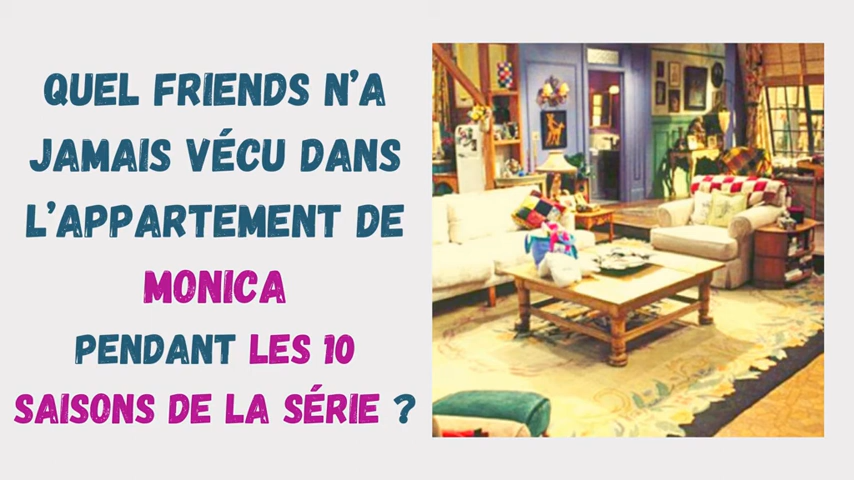 QUEL FRIENDS N’A
JAMAIS VÉCU DANS
L’APPARTEMENT DE
MONICA
PENDANT LES 10
SAISONS DE LA SÉRIE ?